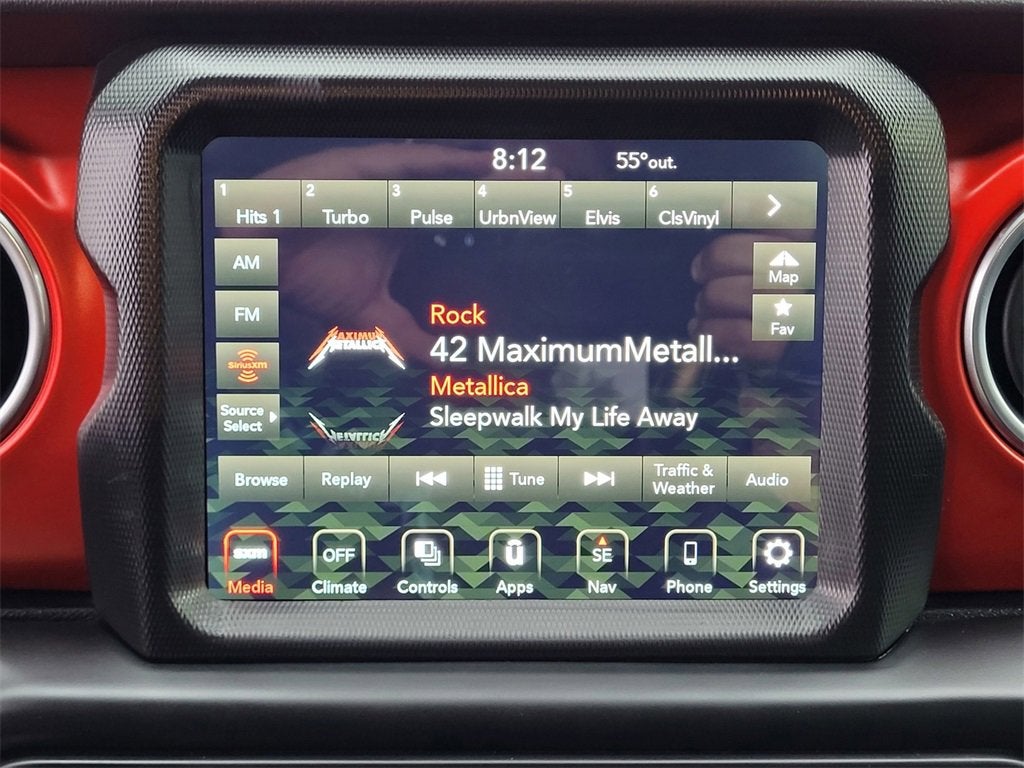 8:12 55°out.
1 2 3 4 5 6
Hits 1 Turbo Pulse UrbnView Elvis ClsVinyl
AM
Map
FM
Fav
SiriusXM
Source
Select
MAXIMUM
METALLICA
Rock
42 MaximumMetall...
Metallica
Sleepwalk My Life Away
Browse Replay Tune Traffic &
Weather Audio
sxm OFF SE
Media Climate Controls Apps Nav Phone Settings